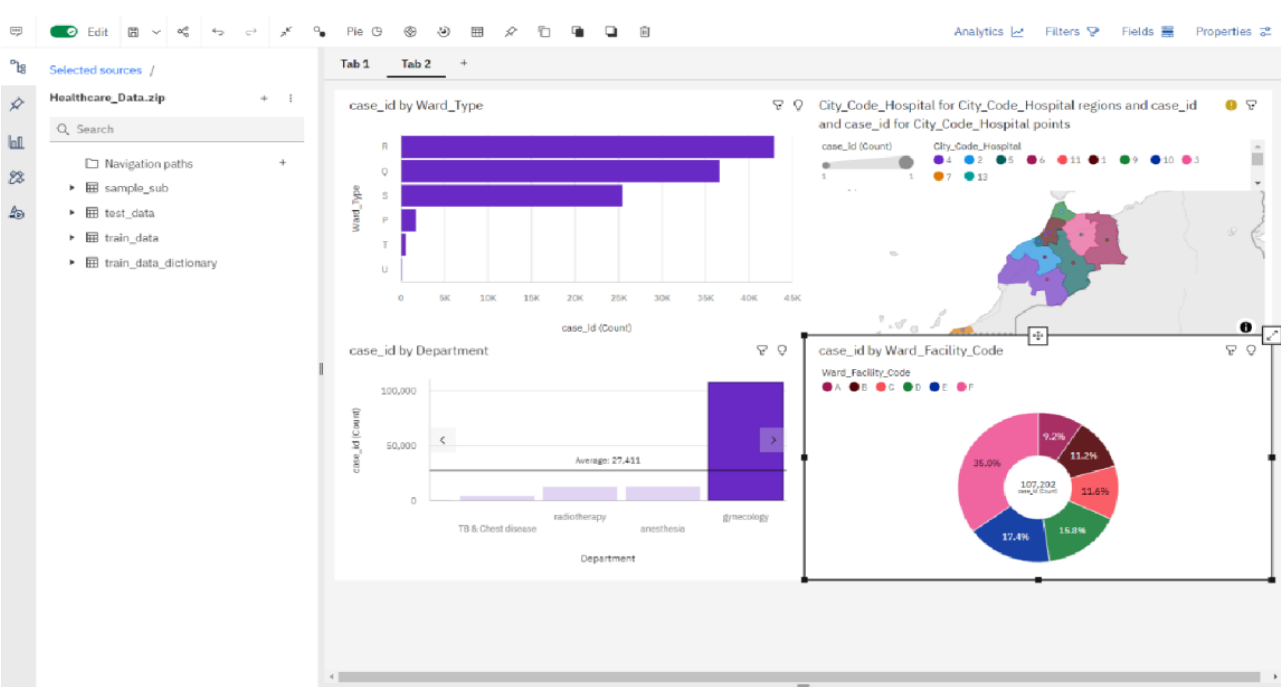 Edit
Pie
Analytics
Filters
Fields
Properties
Selected sources /
Healthcare_Data.zip
Search
Navigation paths
sample_sub
test_data
train_data
train_data_dictionary
Tab 1
Tab 2
case_id by Ward_Type
Ward_Type
R
Q
S
P
T
U
0 5K 10K 15K 20K 25K 30K 35K 40K 45K
case_id (Count)
City_Code_Hospital for City_Code_Hospital regions and case_id
and case_id for City_Code_Hospital points
case_id (Count)
1 1
City_Code_Hospital
4 2 5 6 11 1 9 10 3
7 13
case_id by Department
case_id (Count)
100,000
50,000
0
Average: 27,411
TB & Chest disease
radiotherapy
anesthesia
gynecology
Department
case_id by Ward_Facility_Code
Ward_Facility_Code
A B C D E F
9.2%
11.2%
11.6%
15.8%
17.4%
35.0%
107,202
case_id (Count)